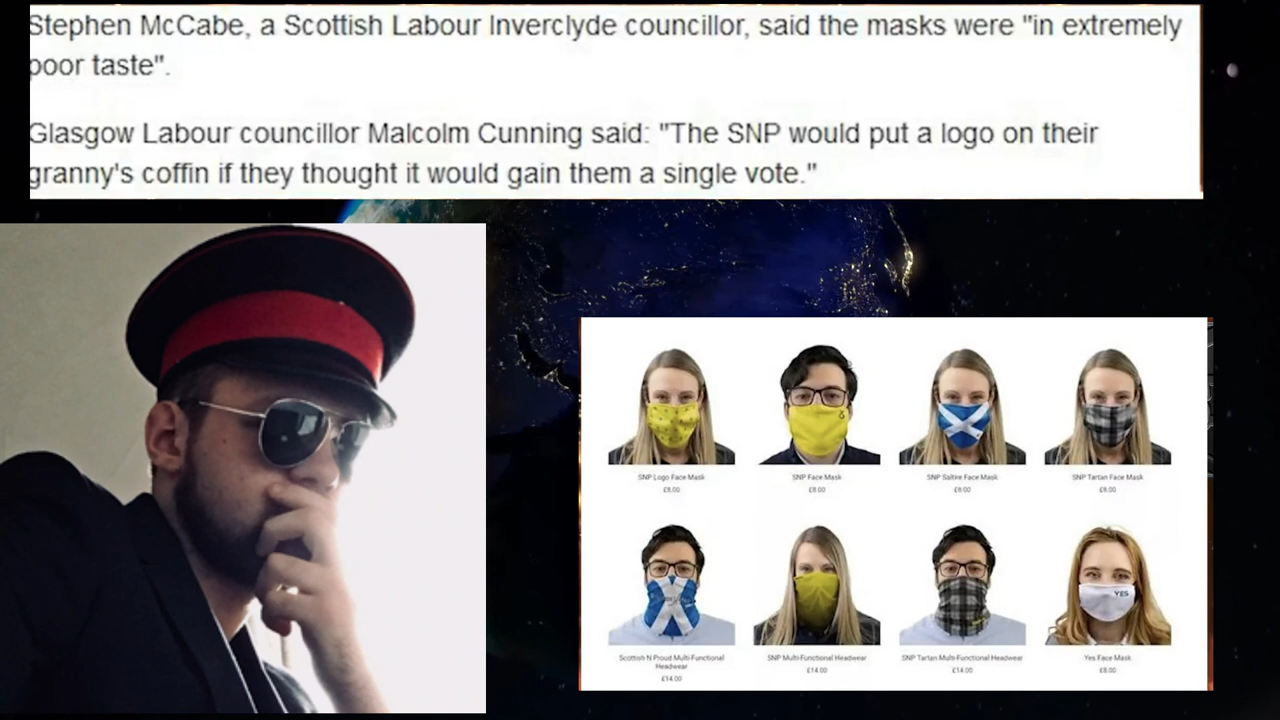 Stephen McCabe, a Scottish Labour Inverclyde councillor, said the masks were "in extremely
poor taste".
Glasgow Labour councillor Malcolm Cunning said: "The SNP would put a logo on their
granny's coffin if they thought it would gain them a single vote."
SNP Logo Face Mask
£8.00
SNP Face Mask
£8.00
SNP Saltire Face Mask
£8.00
SNP Tartan Face Mask
£8.00
YES
Scottish N Proud Multi-Functional
Headwear
£14.00
SNP Multi-Functional Headwear
£14.00
SNP Tartan Multi-Functional Headwear
£14.00
Yes Face Mask
£8.00